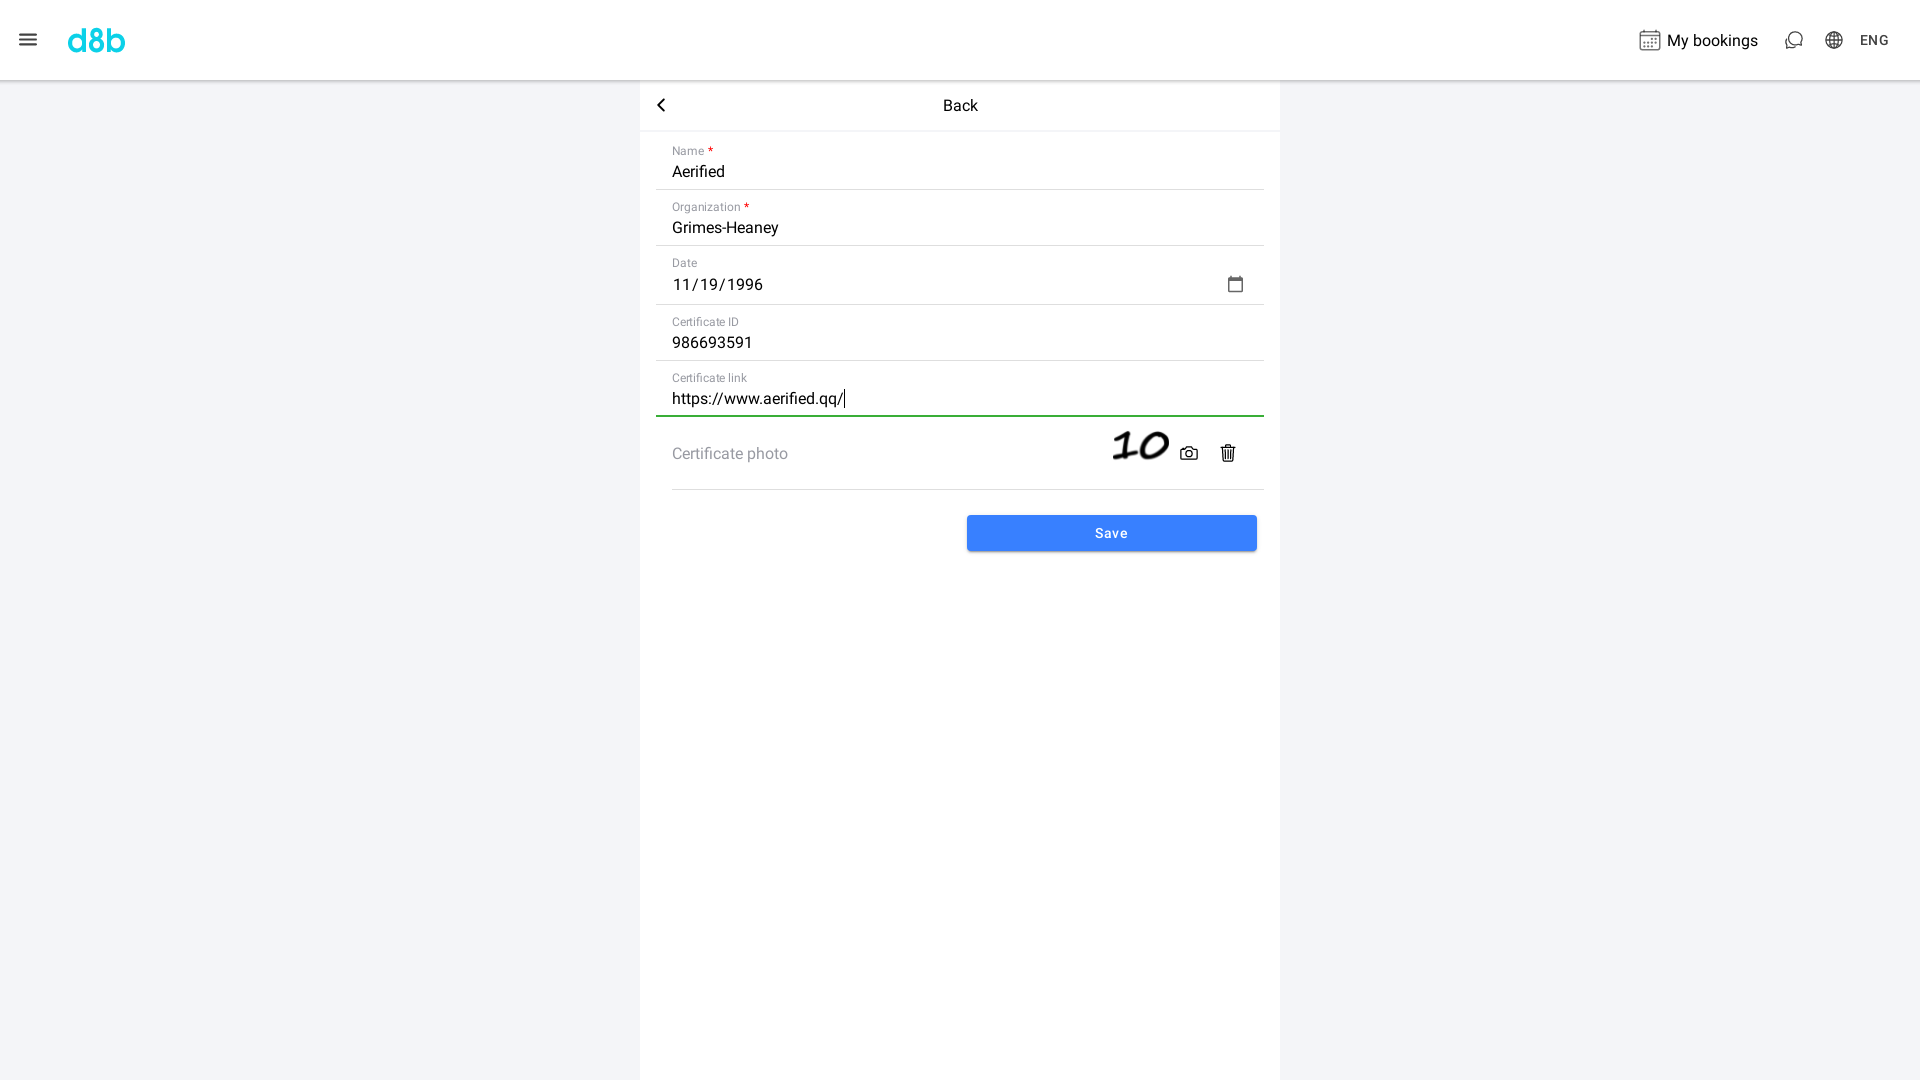 d8b
My bookings
ENG
Back
Name *
Aerified
Organization *
Grimes-Heaney
Date
11/19/1996
Certificate ID
986693591
Certificate link
https://www.aerified.qq/
Certificate photo
10
Save